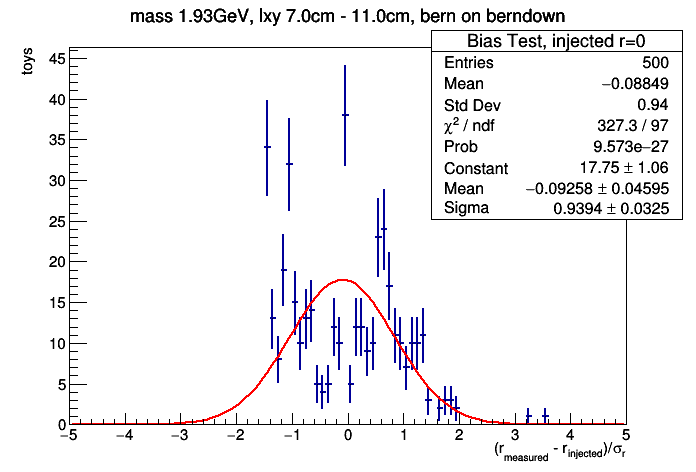 mass 1.93GeV, lxy 7.0cm - 11.0cm, bern on berndown
Bias Test, injected r=0
Entries 500
Mean −0.08849
Std Dev 0.94
χ² / ndf 327.3 / 97
Prob 9.573e−27
Constant 17.75 ± 1.06
Mean −0.09258 ± 0.04595
Sigma 0.9394 ± 0.0325
toys
45
40
35
30
25
20
15
10
5
0
−5 −4 −3 −2 −1 0 1 2 3 4 5
(r_measured - r_injected)/σ_r